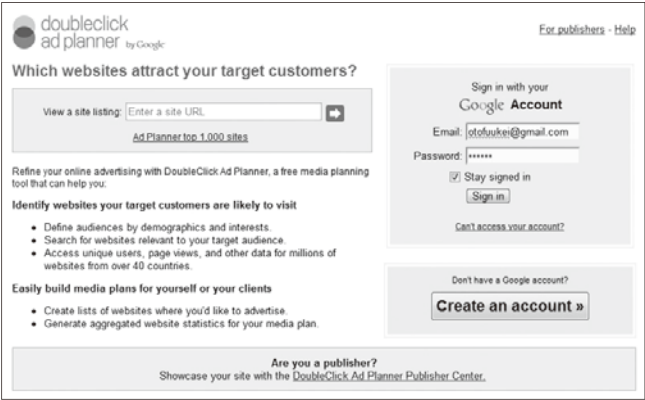 doubleclick
ad planner by Google
For publishers - Help
Which websites attract your target customers?
View a site listing: Enter a site URL
Ad Planner top 1,000 sites
Refine your online advertising with DoubleClick Ad Planner, a free media planning
tool that can help you:
Identify websites your target customers are likely to visit
• Define audiences by demographics and interests.
• Search for websites relevant to your target audience.
• Access unique users, page views, and other data for millions of
websites from over 40 countries.
Easily build media plans for yourself or your clients
• Create lists of websites where you'd like to advertise.
• Generate aggregated website statistics for your media plan.
Sign in with your
Google Account
Email: otofuukei@gmail.com
Password: ••••••
Stay signed in
Sign in
Can't access your account?
Don't have a Google account?
Create an account »
Are you a publisher?
Showcase your site with the DoubleClick Ad Planner Publisher Center.